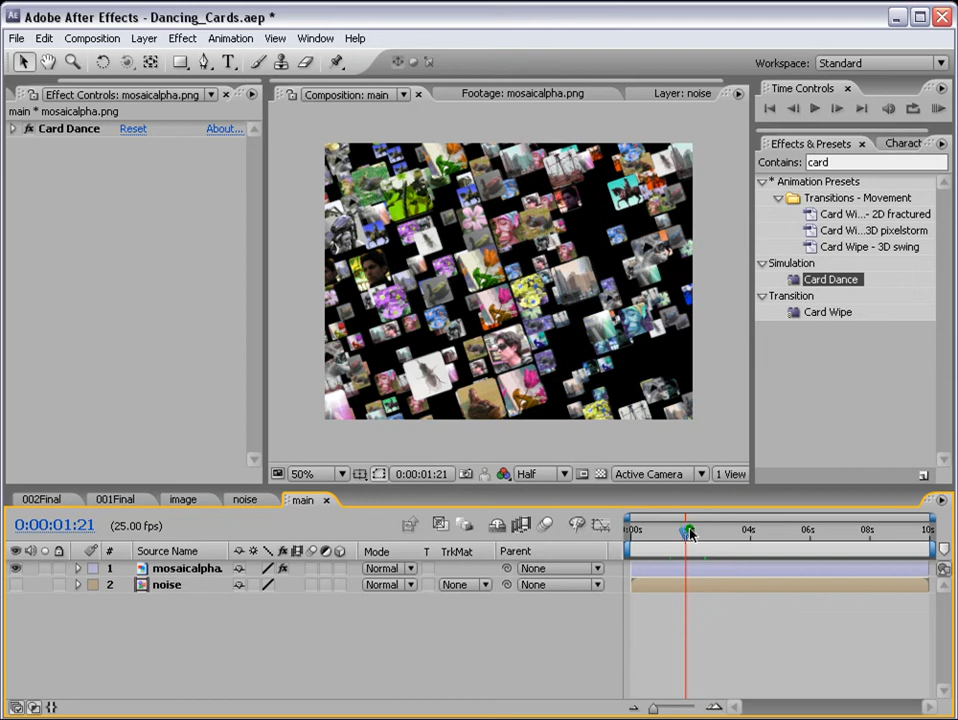 Adobe After Effects - Dancing_Cards.aep *
File Edit Composition Layer Effect Animation View Window Help
Workspace: Standard
Effect Controls: mosaicalpha.png
main * mosaicalpha.png
Card Dance Reset About...
Composition: main
Footage: mosaicalpha.png
Layer: noise
Time Controls
Effects & Presets
Charact
Contains: card
* Animation Presets
Transitions - Movement
Card Wi...- 2D fractured
Card Wi...3D pixelstorm
Card Wipe - 3D swing
Simulation
Card Dance
Transition
Card Wipe
50% 0:00:01:21 Half Active Camera 1 View
002Final 001Final image noise main
0:00:01:21 (25.00 fps)
:00s 04s 06s 08s 10s
# Source Name Mode T TrkMat Parent
1 mosaicalpha. Normal None
2 noise Normal None None